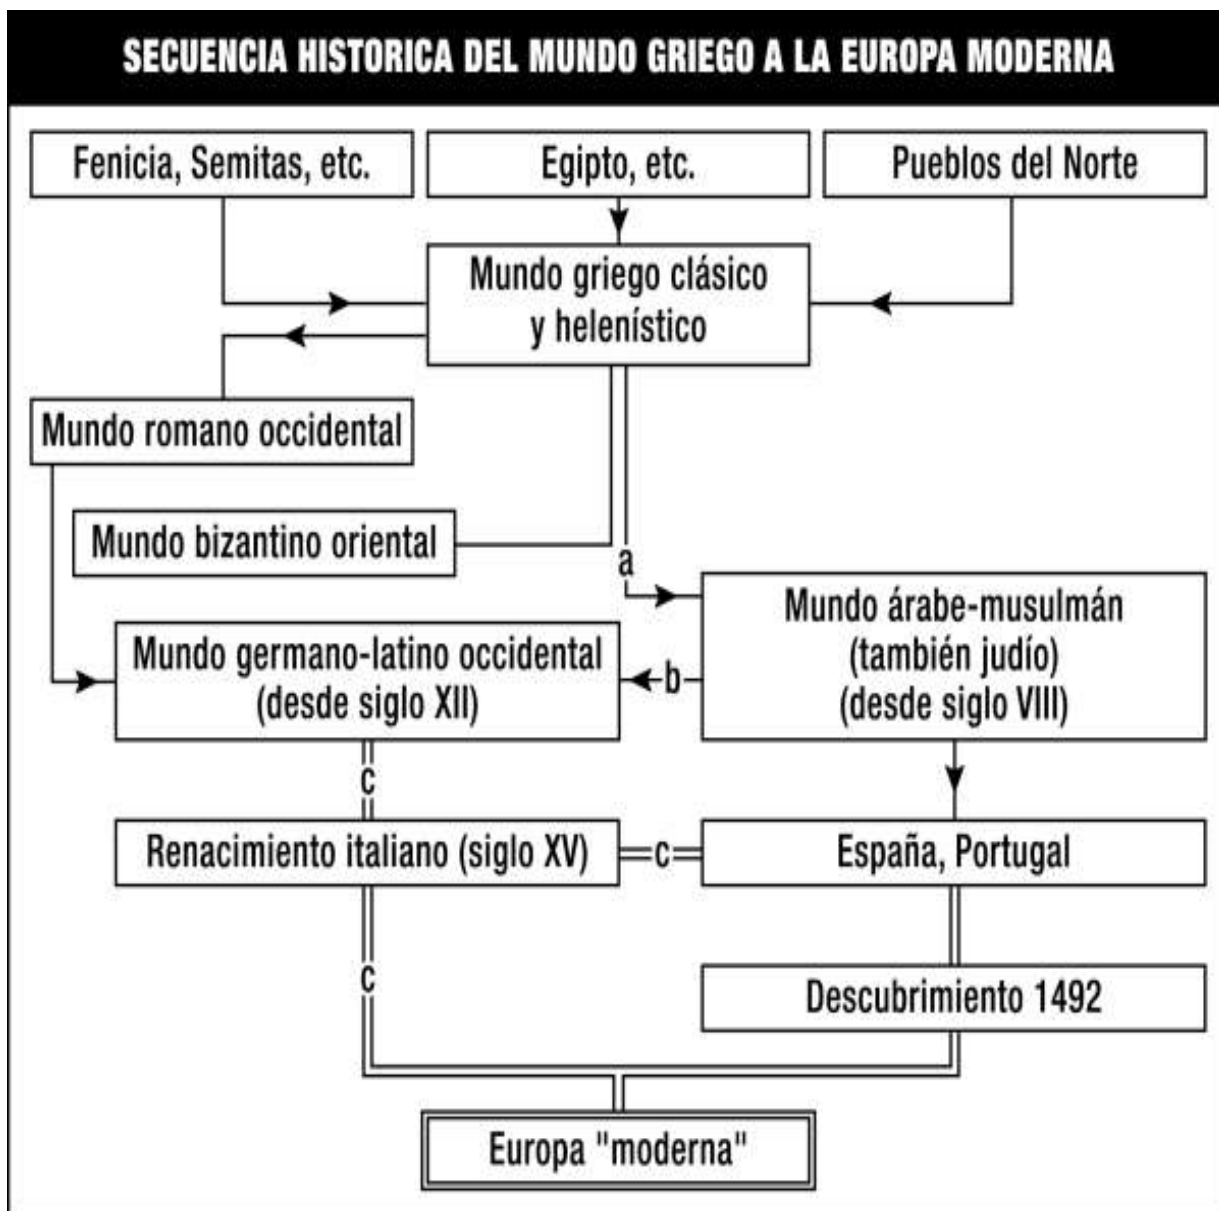 SECUENCIA HISTORICA DEL MUNDO GRIEGO A LA EUROPA MODERNA
Fenicia, Semitas, etc.
Egipto, etc.
Pueblos del Norte
Mundo griego clásico
y helenístico
Mundo romano occidental
Mundo bizantino oriental
a
Mundo árabe-musulmán
(también judío)
(desde siglo VIII)
Mundo germano-latino occidental
(desde siglo XII)
b
c
Renacimiento italiano (siglo XV)
c
España, Portugal
c
Descubrimiento 1492
Europa "moderna"